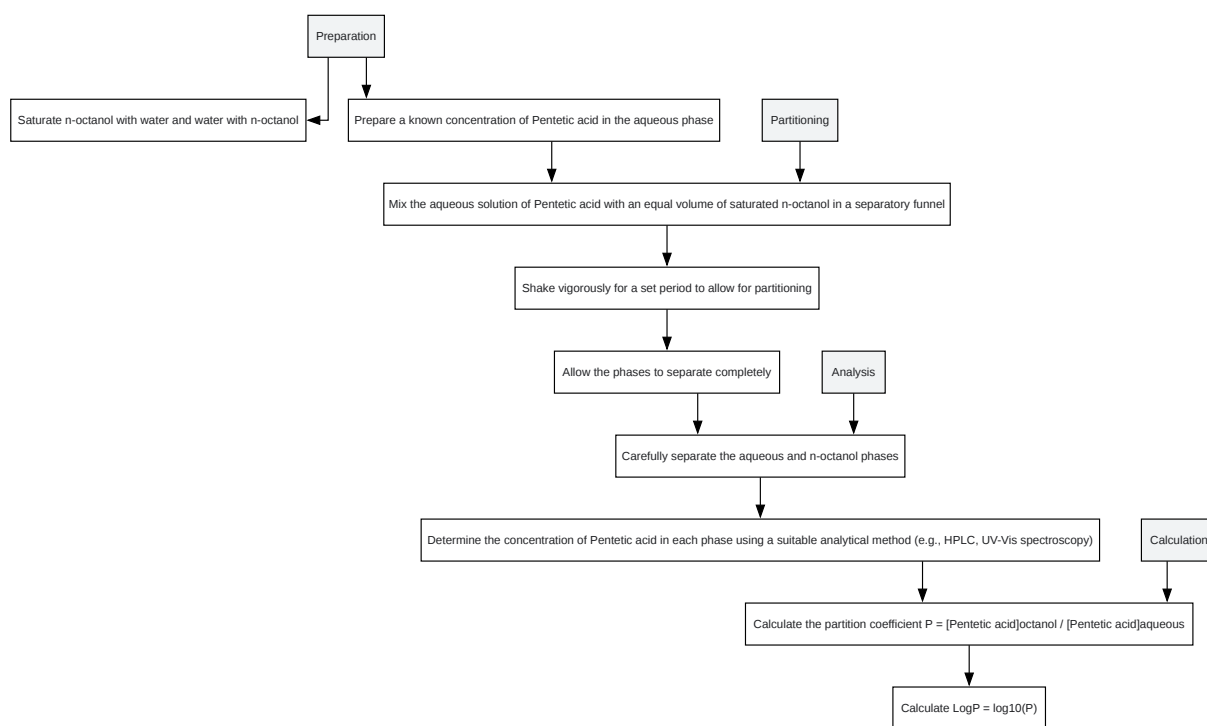 Preparation
Saturate n-octanol with water and water with n-octanol
Prepare a known concentration of Pentetic acid in the aqueous phase
Partitioning
Mix the aqueous solution of Pentetic acid with an equal volume of saturated n-octanol in a separatory funnel
Shake vigorously for a set period to allow for partitioning
Allow the phases to separate completely
Analysis
Carefully separate the aqueous and n-octanol phases
Determine the concentration of Pentetic acid in each phase using a suitable analytical method (e.g., HPLC, UV-Vis spectroscopy)
Calculation
Calculate the partition coefficient P = [Pentetic acid]octanol / [Pentetic acid]aqueous
Calculate LogP = log10(P)